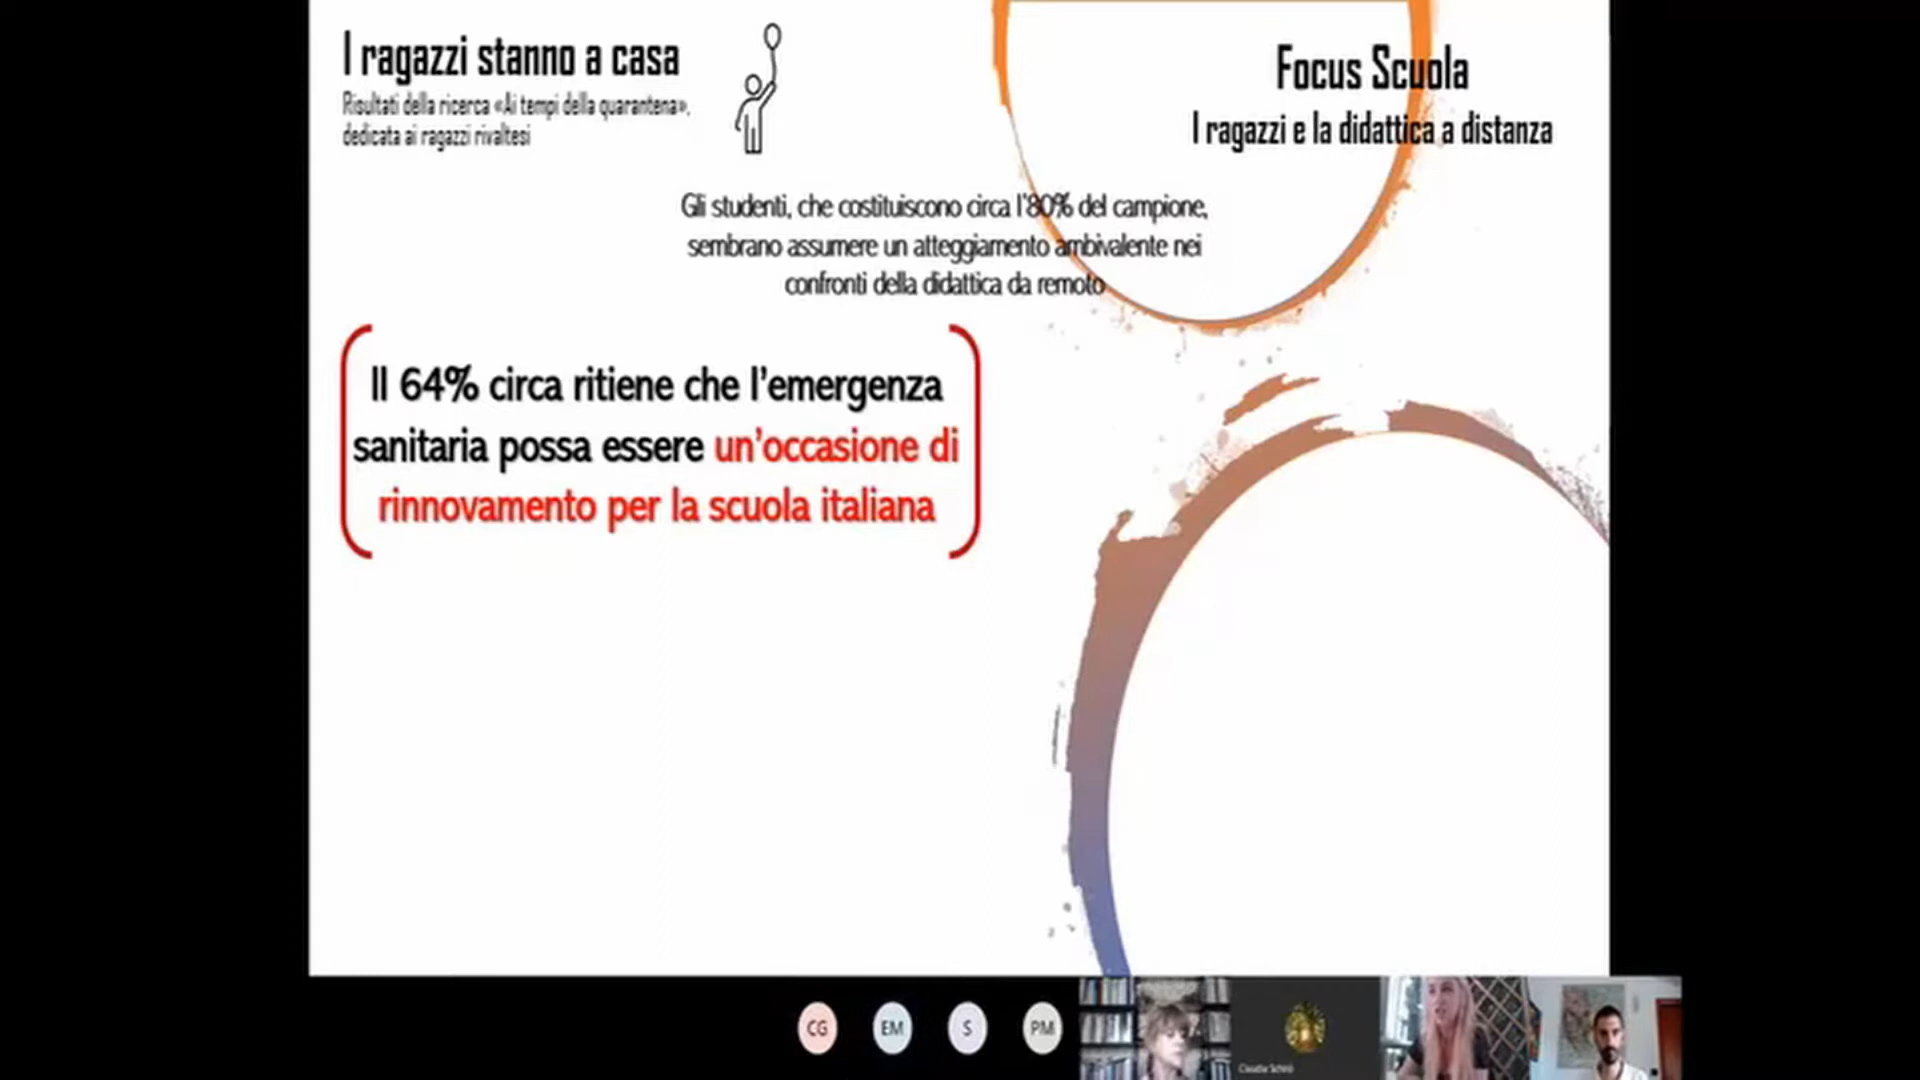 I ragazzi stanno a casa
Risultati della ricerca «Ai tempi della quarantena»,
dedicata ai ragazzi rivaltesi
Focus Scuola
I ragazzi e la didattica a distanza
Gli studenti, che costituiscono circa l'80% del campione,
sembrano assumere un atteggiamento ambivalente nei
confronti della didattica da remoto
Il 64% circa ritiene che l'emergenza
sanitaria possa essere un'occasione di
rinnovamento per la scuola italiana
CG
EM
S
PM
Claudia